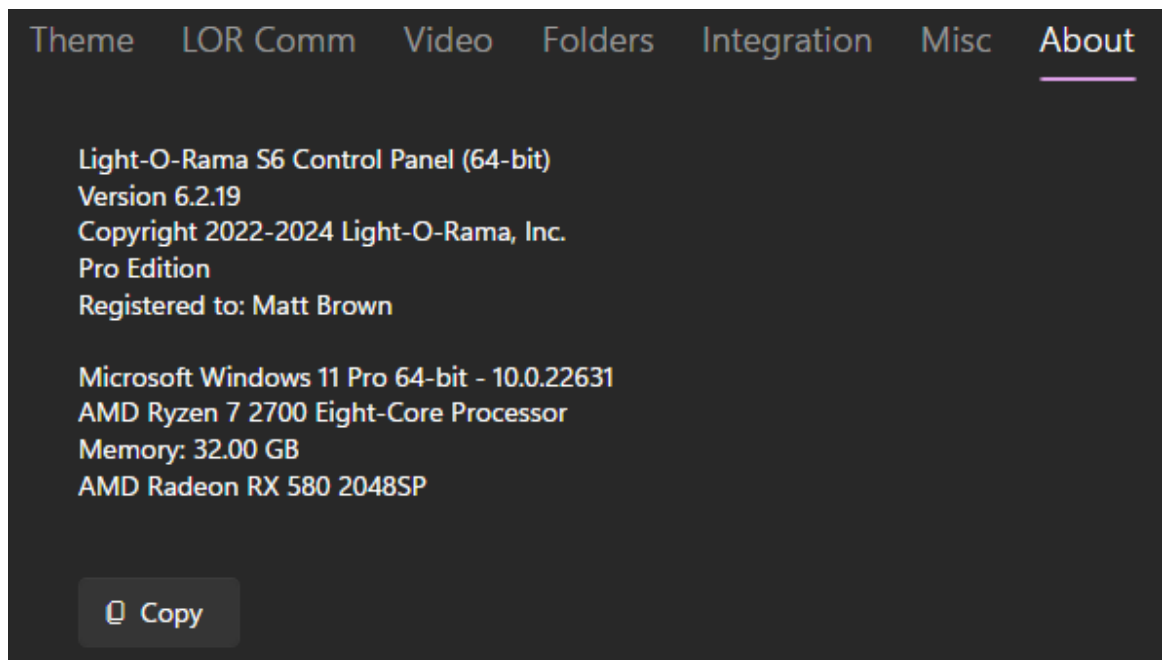 Theme LOR Comm Video Folders Integration Misc About
Light-O-Rama S6 Control Panel (64-bit)
Version 6.2.19
Copyright 2022-2024 Light-O-Rama, Inc.
Pro Edition
Registered to: Matt Brown
Microsoft Windows 11 Pro 64-bit - 10.0.22631
AMD Ryzen 7 2700 Eight-Core Processor
Memory: 32.00 GB
AMD Radeon RX 580 2048SP
Copy